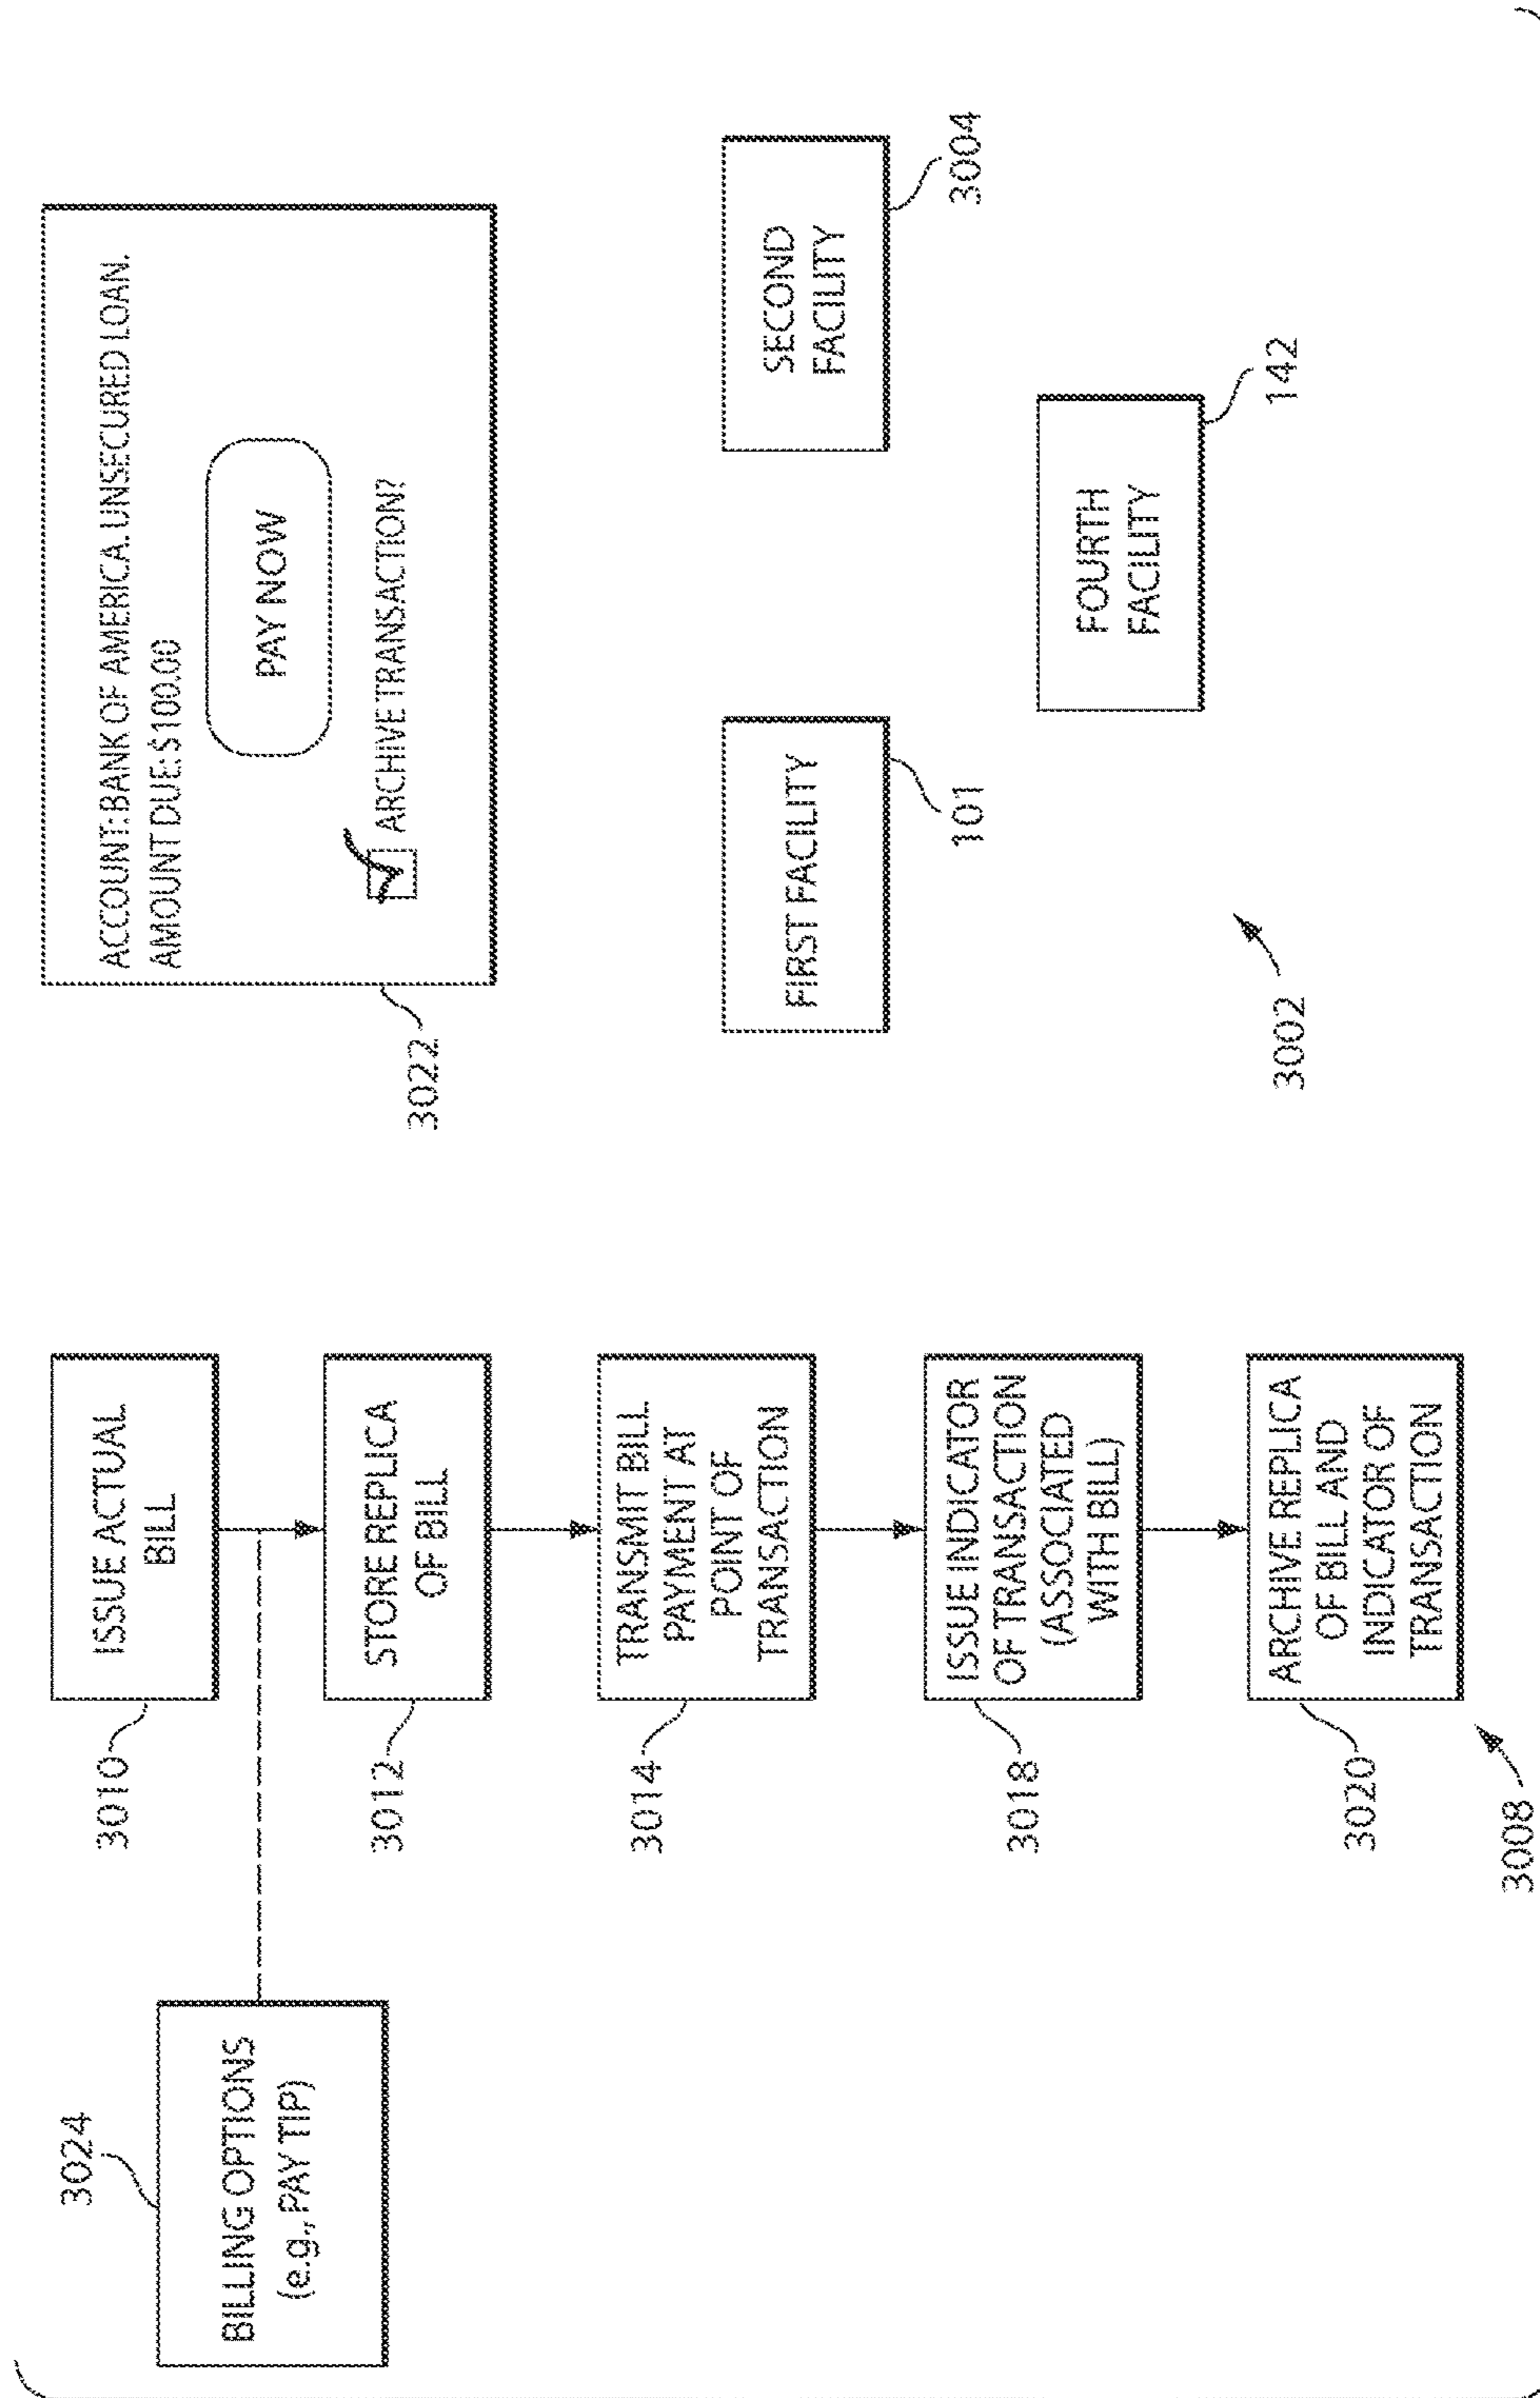 3024
BILLING OPTIONS
(e.g., PAY TIP)
3010
ISSUE ACTUAL
BILL
3012
STORE REPLICA
OF BILL
3014
TRANSMIT BILL
PAYMENT AT
POINT OF
TRANSACTION
3018
ISSUE INDICATOR
OF TRANSACTION
(ASSOCIATED
WITH BILL)
3020
ARCHIVE REPLICA
OF BILL AND
INDICATOR OF
TRANSACTION
3008
ACCOUNT: BANK OF AMERICA. UNSECURED LOAN.
AMOUNT DUE: $100.00
PAY NOW
ARCHIVE TRANSACTION?
3022
FIRST FACILITY
101
SECOND
FACILITY
3004
FOURTH
FACILITY
142
3002